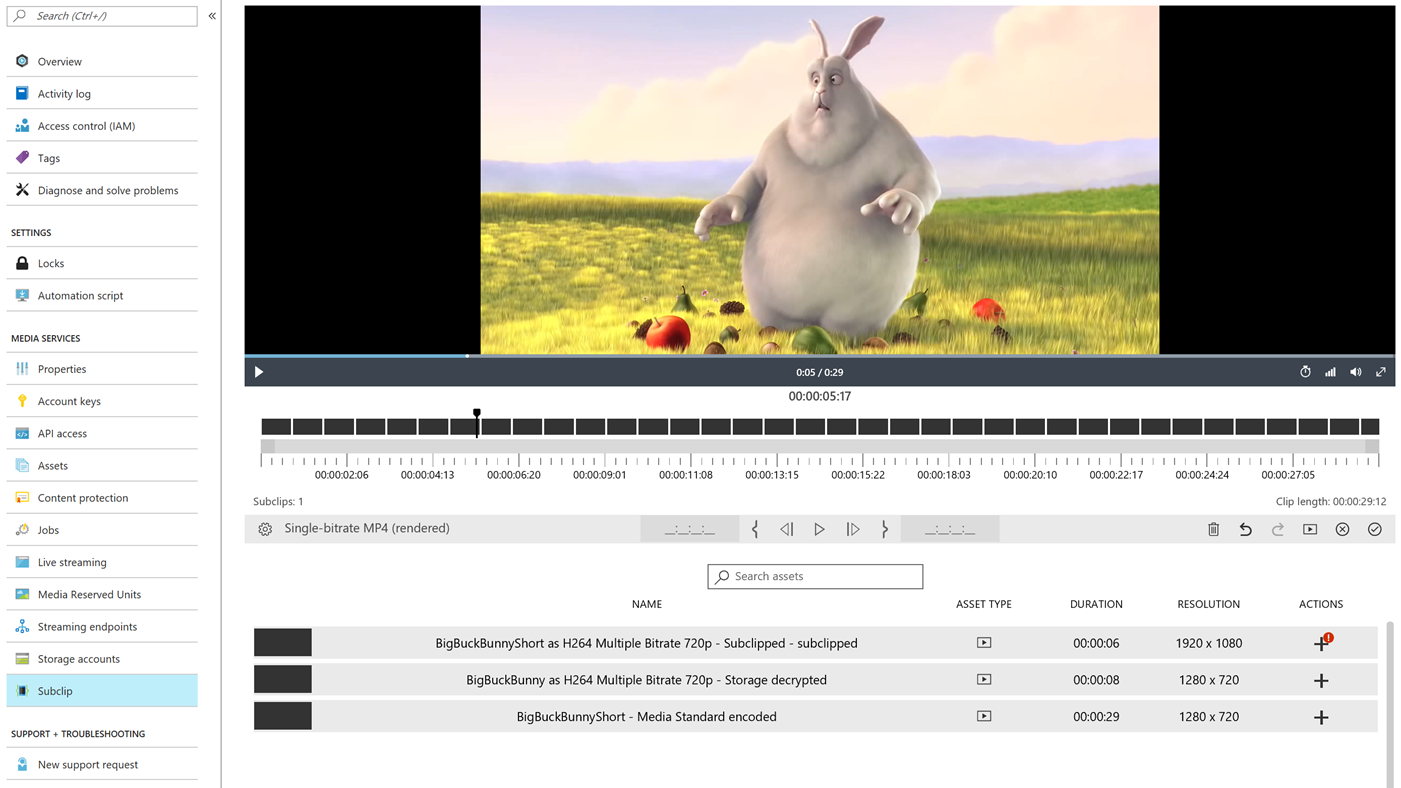 Search (Ctrl+/)
«
Overview
Activity log
Access control (IAM)
Tags
Diagnose and solve problems
SETTINGS
Locks
Automation script
MEDIA SERVICES
Properties
Account keys
API access
Assets
Content protection
Jobs
Live streaming
Media Reserved Units
Streaming endpoints
Storage accounts
Subclip
SUPPORT + TROUBLESHOOTING
New support request
0:05 / 0:29
00:00:05:17
00:00:02:06 00:00:04:13 00:00:06:20 00:00:09:01 00:00:11:08 00:00:13:15 00:00:15:22 00:00:18:03 00:00:20:10 00:00:22:17 00:00:24:24 00:00:27:05
Subclips: 1 Clip length: 00:00:29:12
Single-bitrate MP4 (rendered) __:__:__:__ __:__:__:__
Search assets
NAME ASSET TYPE DURATION RESOLUTION ACTIONS
BigBuckBunnyShort as H264 Multiple Bitrate 720p - Subclipped - subclipped 00:00:06 1920 x 1080
BigBuckBunny as H264 Multiple Bitrate 720p - Storage decrypted 00:00:08 1280 x 720
BigBuckBunnyShort - Media Standard encoded 00:00:29 1280 x 720